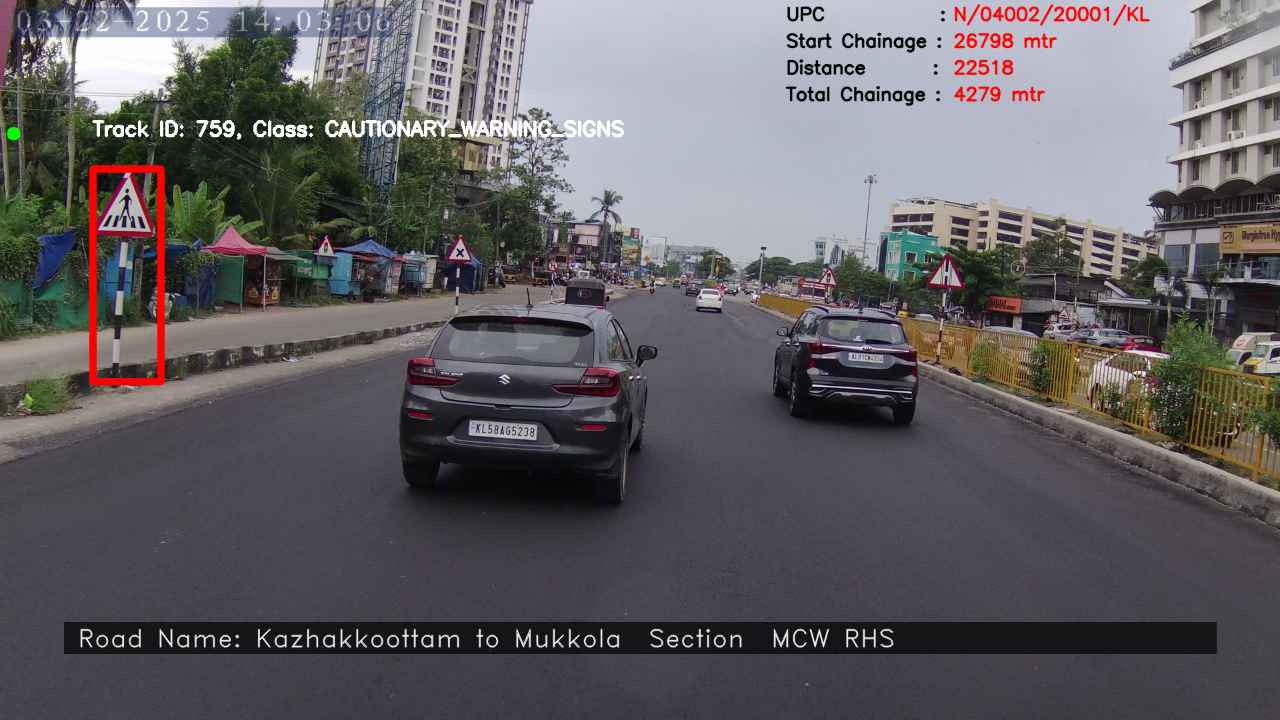 03-22-2025 14:03:06
UPC : N/04002/20001/KL
Start Chainage : 26798 mtr
Distance : 22518
Total Chainage : 4279 mtr
Track ID: 759, Class: CAUTIONARY_WARNING_SIGNS
KL58AG5238
Road Name: Kazhakkoottam to Mukkola Section MCW RHS